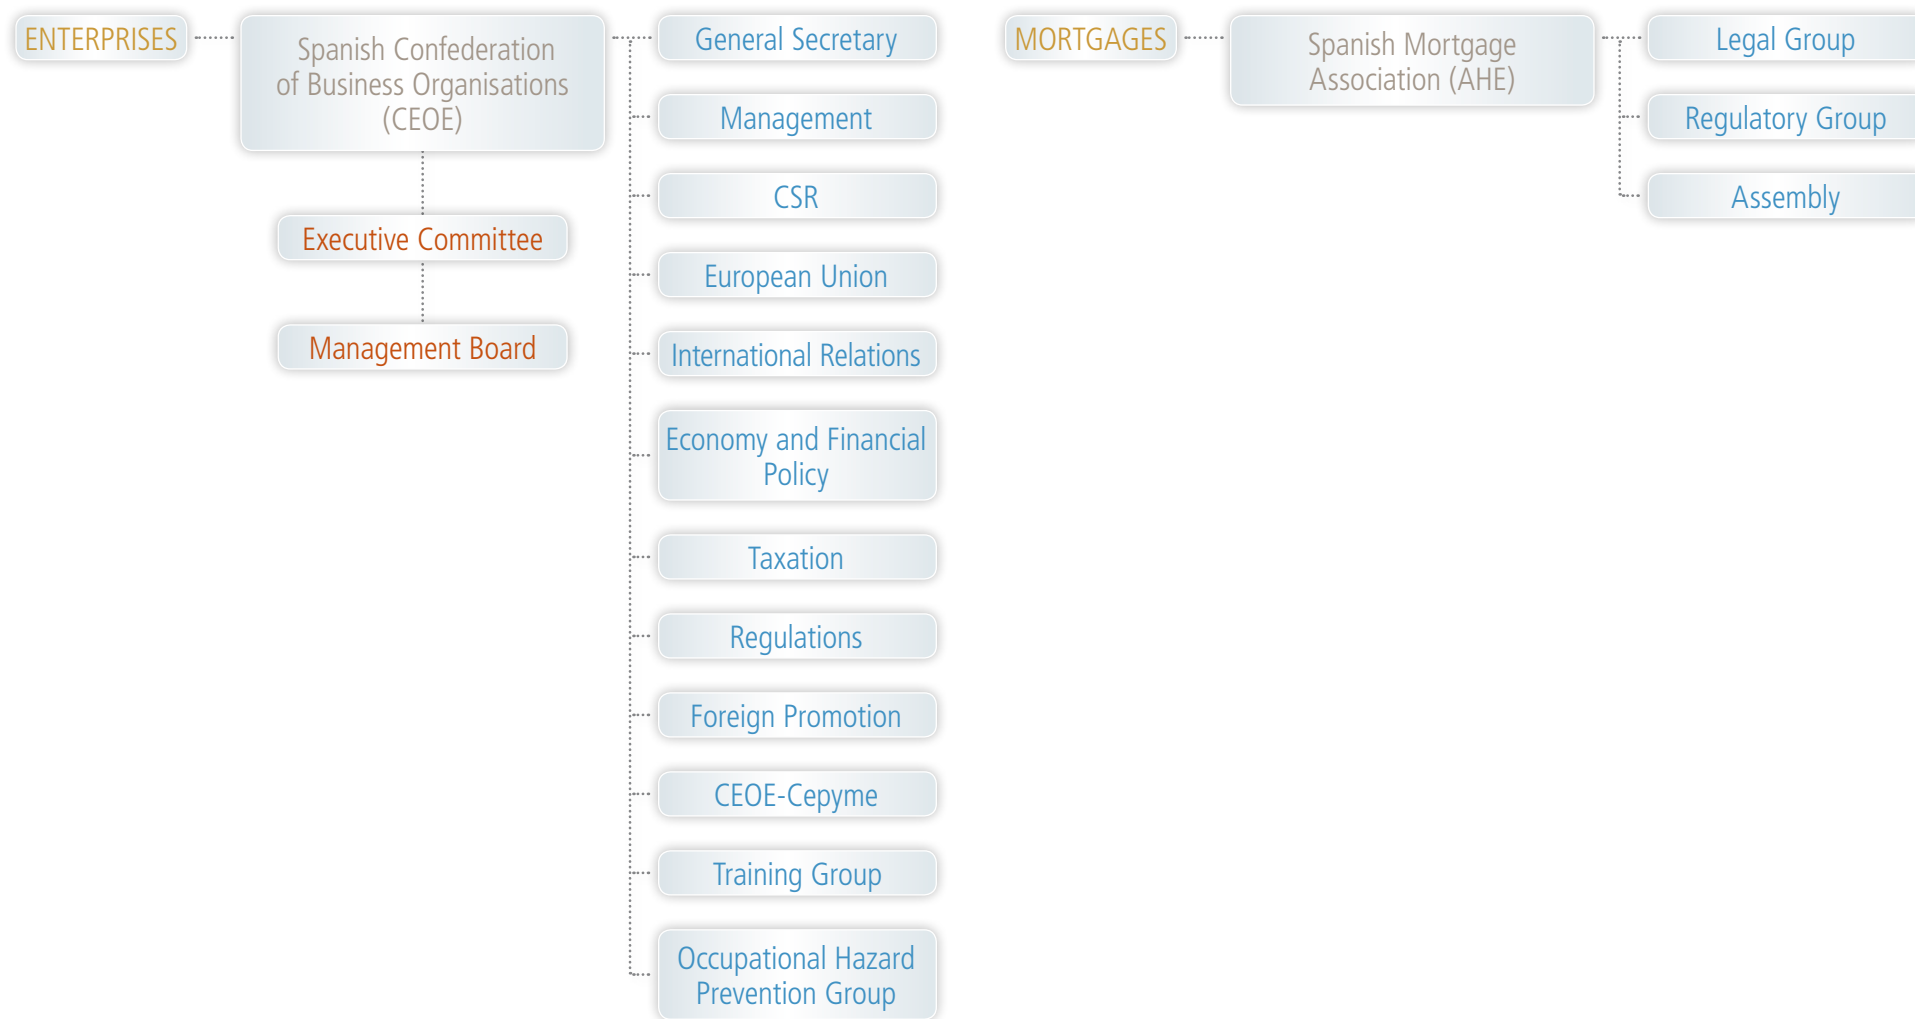 ENTERPRISES
Spanish Confederation
of Business Organisations
(CEOE)
Executive Committee
Management Board
General Secretary
Management
CSR
European Union
International Relations
Economy and Financial
Policy
Taxation
Regulations
Foreign Promotion
CEOE-Cepyme
Training Group
Occupational Hazard
Prevention Group
MORTGAGES
Spanish Mortgage
Association (AHE)
Legal Group
Regulatory Group
Assembly